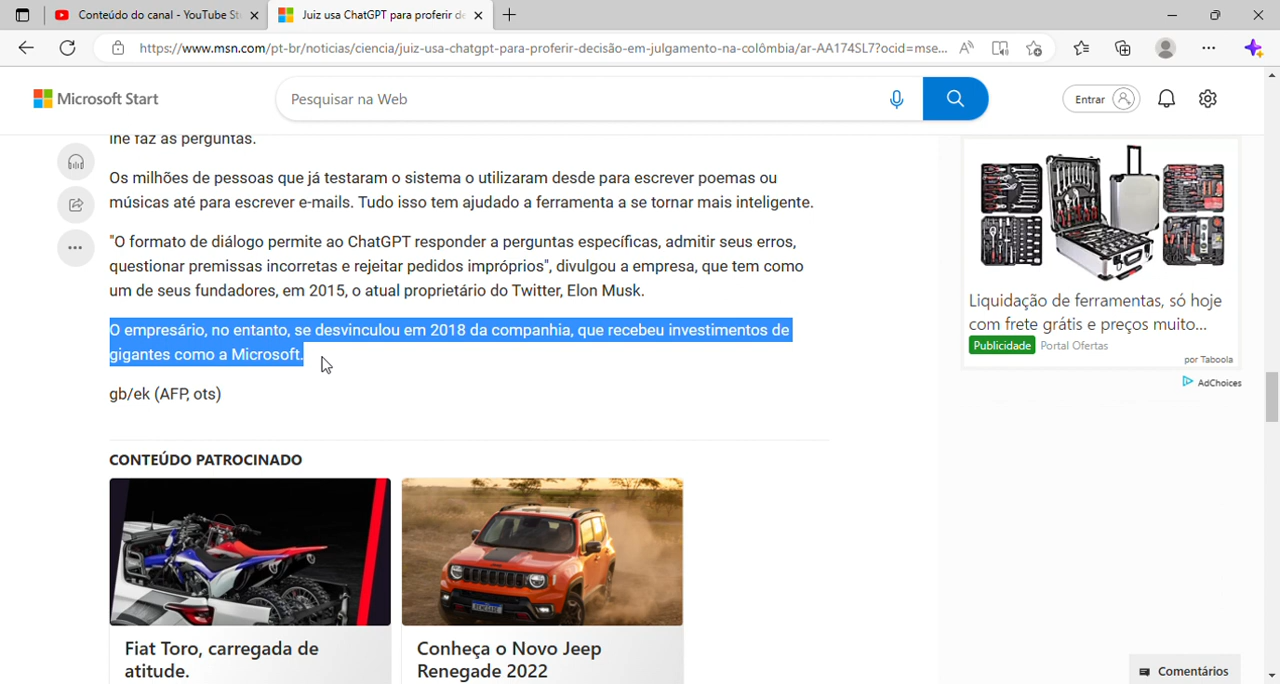 Conteúdo do canal - YouTube St
Juiz usa ChatGPT para proferir de
https://www.msn.com/pt-br/noticias/ciencia/juiz-usa-chatgpt-para-proferir-decisão-em-julgamento-na-colômbia/ar-AA174SL7?ocid=mse...
Microsoft Start
Pesquisar na Web
Entrar
lhe faz as perguntas.
Os milhões de pessoas que já testaram o sistema o utilizaram desde para escrever poemas ou
músicas até para escrever e-mails. Tudo isso tem ajudado a ferramenta a se tornar mais inteligente.
"O formato de diálogo permite ao ChatGPT responder a perguntas específicas, admitir seus erros,
questionar premissas incorretas e rejeitar pedidos impróprios", divulgou a empresa, que tem como
um de seus fundadores, em 2015, o atual proprietário do Twitter, Elon Musk.
O empresário, no entanto, se desvinculou em 2018 da companhia, que recebeu investimentos de
gigantes como a Microsoft.
gb/ek (AFP, ots)
Liquidação de ferramentas, só hoje
com frete grátis e preços muito...
Publicidade Portal Ofertas
por Taboola
AdChoices
CONTEÚDO PATROCINADO
RENEGADE
Fiat Toro, carregada de
atitude.
Conheça o Novo Jeep
Renegade 2022
Comentários